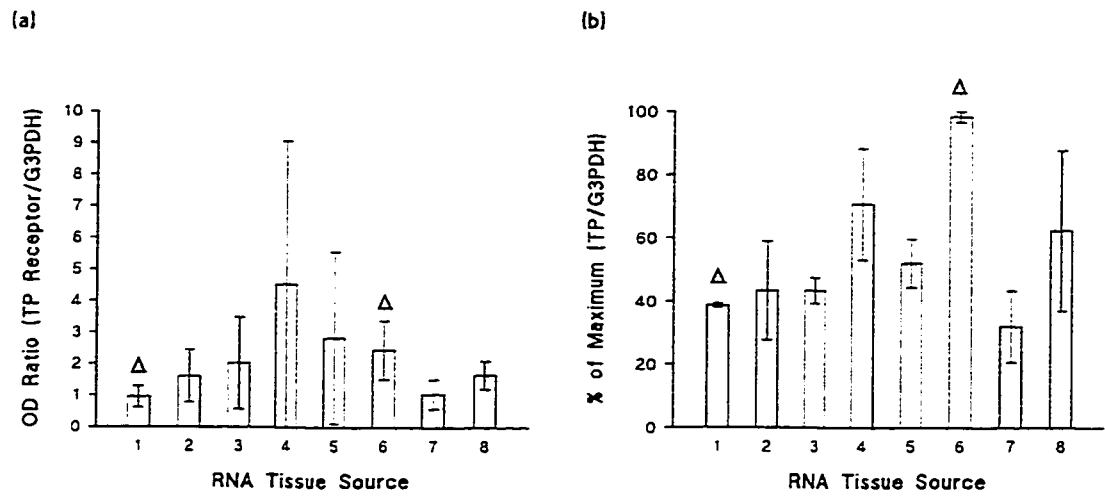 (a)
OD Ratio (TP Receptor/G3PDH)
10
9
8
7
6
5
4
3
2
1
0
Δ
Δ
1 2 3 4 5 6 7 8
RNA Tissue Source
(b)
% of Maximum (TP/G3PDH)
100
80
60
40
20
0
Δ
Δ
1 2 3 4 5 6 7 8
RNA Tissue Source